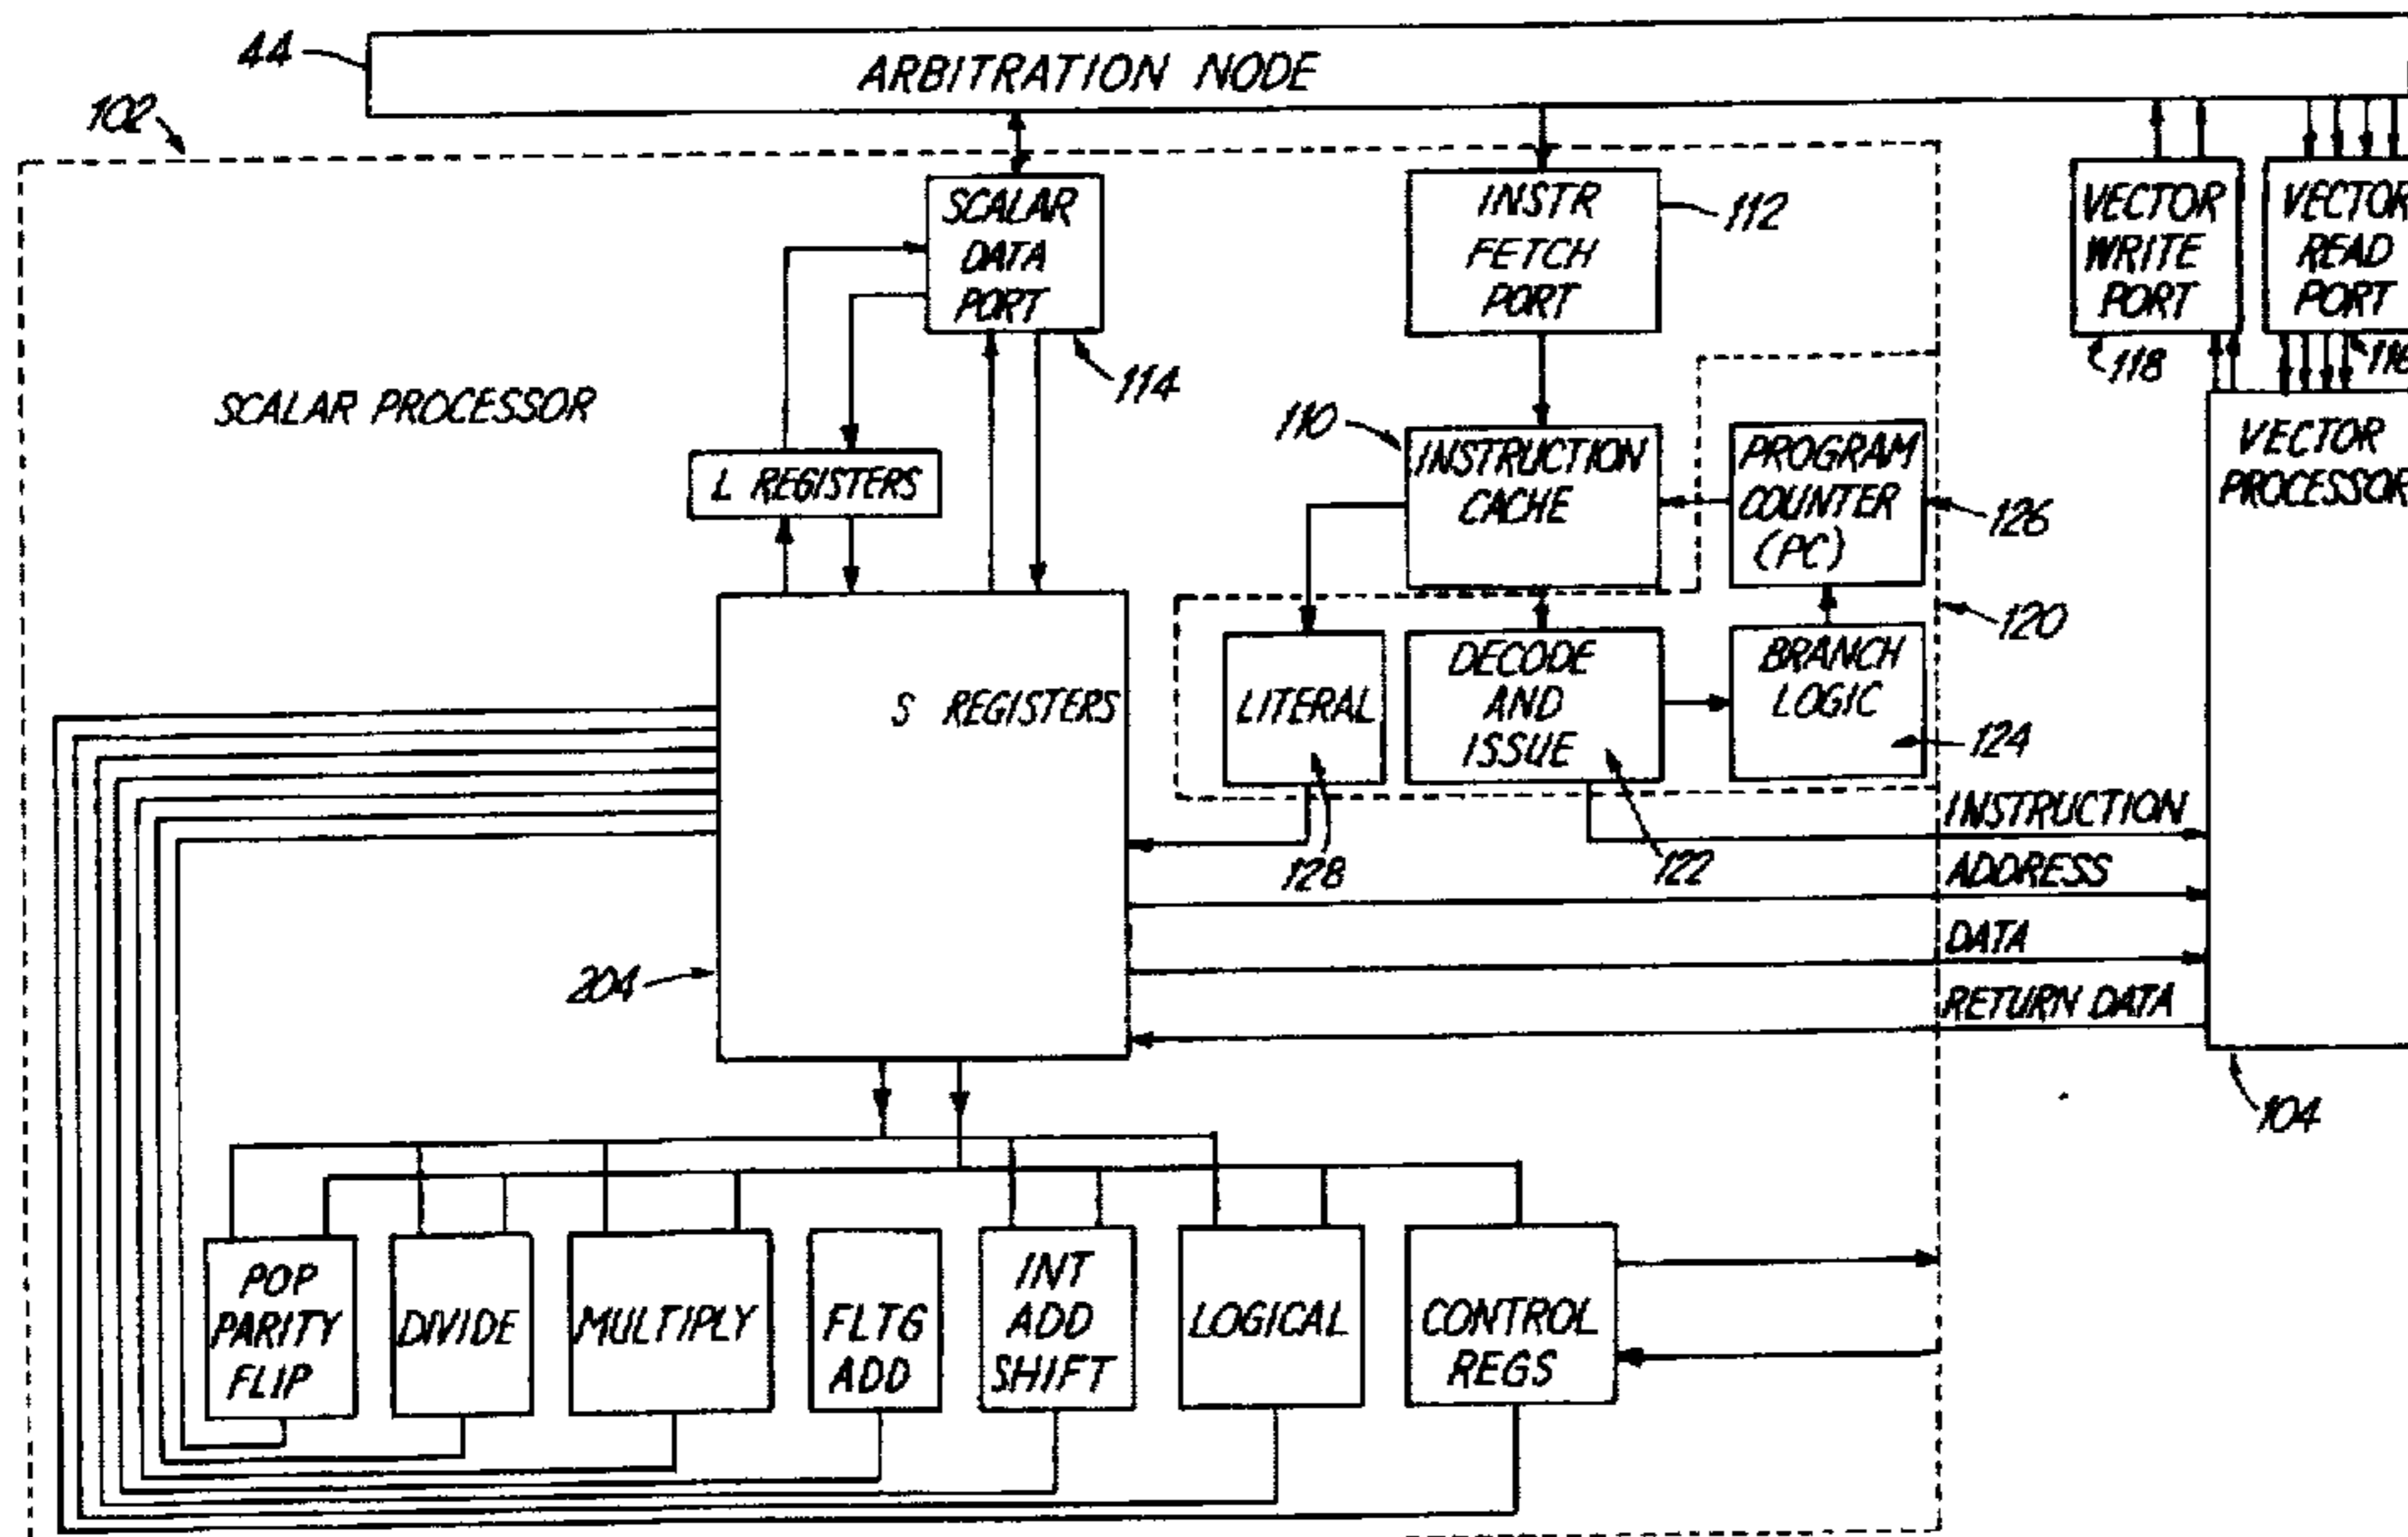 44
ARBITRATION NODE
102
SCALAR
DATA
PORT
114
INSTR
FETCH
PORT
112
VECTOR
WRITE
PORT
118
VECTOR
READ
PORT
116
SCALAR PROCESSOR
L REGISTERS
110
INSTRUCTION
CACHE
PROGRAM
COUNTER
(PC)
126
VECTOR
PROCESSOR
120
S REGISTERS
LITERAL
DECODE
AND
ISSUE
BRANCH
LOGIC
124
128
122
INSTRUCTION
ADDRESS
DATA
RETURN DATA
204
104
POP
PARITY
FLIP
DIVIDE
MULTIPLY
FLTG
ADD
INT
ADD
SHIFT
LOGICAL
CONTROL
REGS